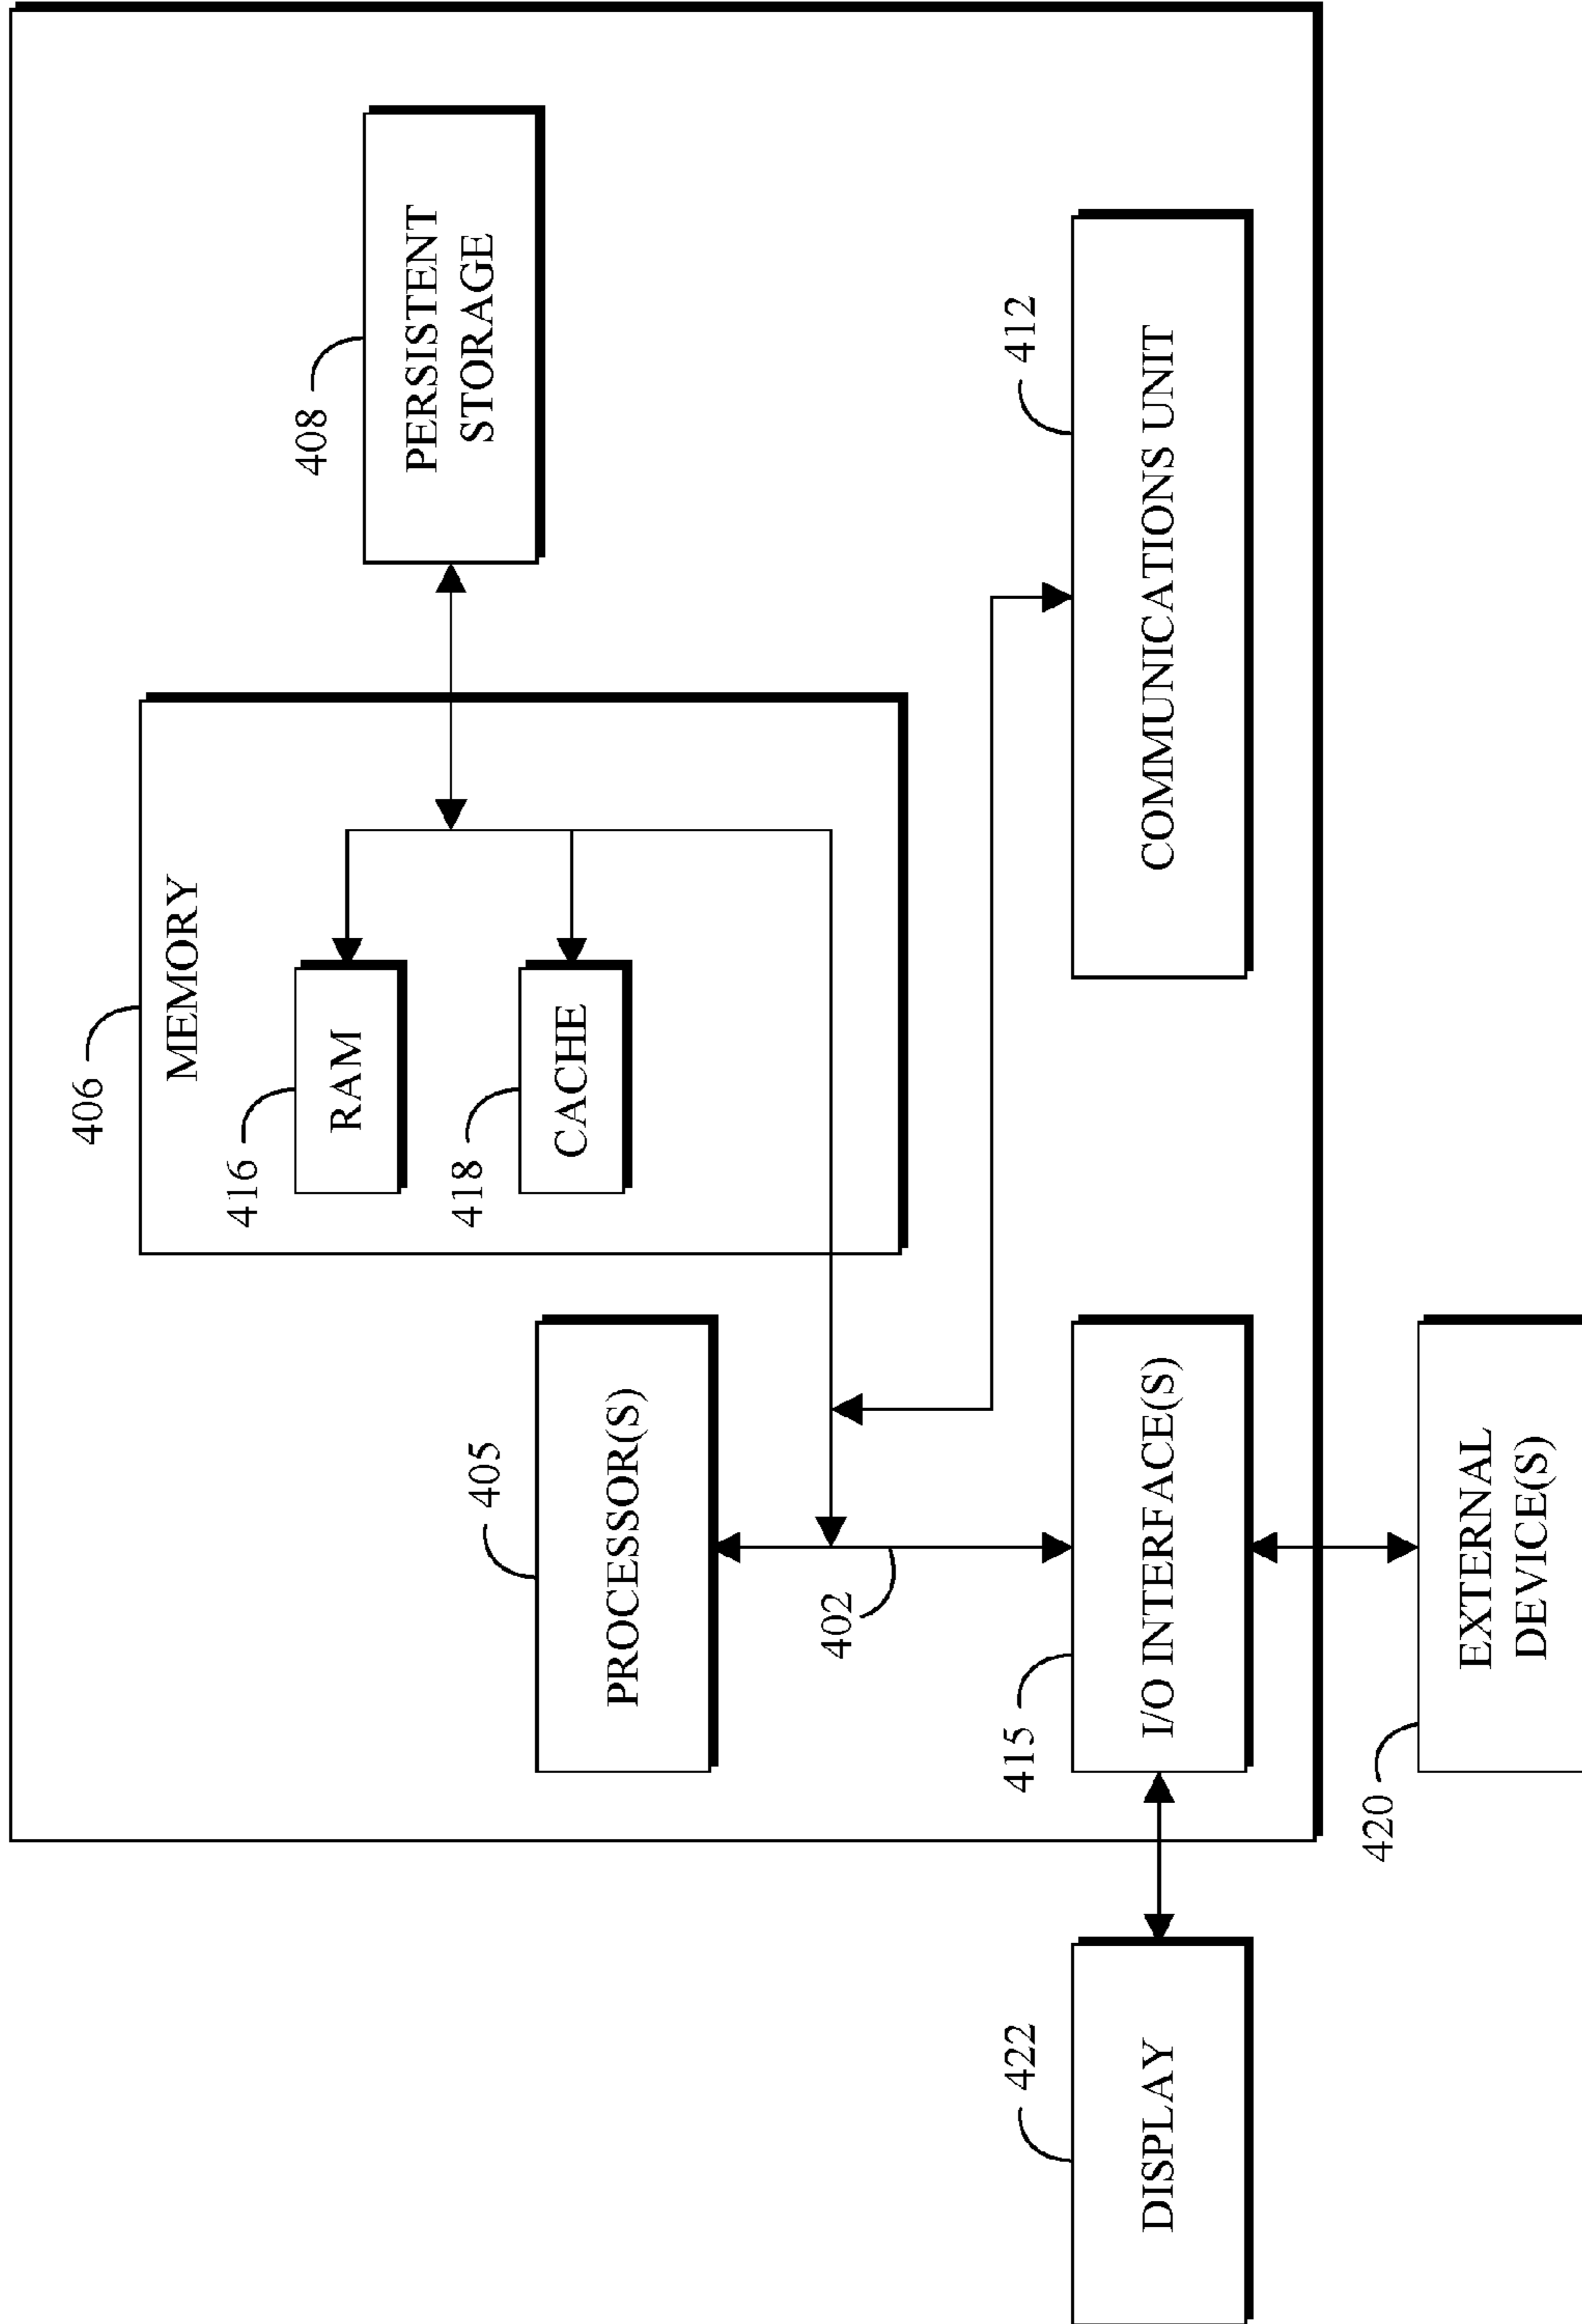 406
MEMORY
416
RAM
418
CACHE
408
PERSISTENT
STORAGE
405
PROCESSOR(S)
402
422
DISPLAY
415
I/O INTERFACE(S)
412
COMMUNICATIONS UNIT
420
EXTERNAL
DEVICE(S)